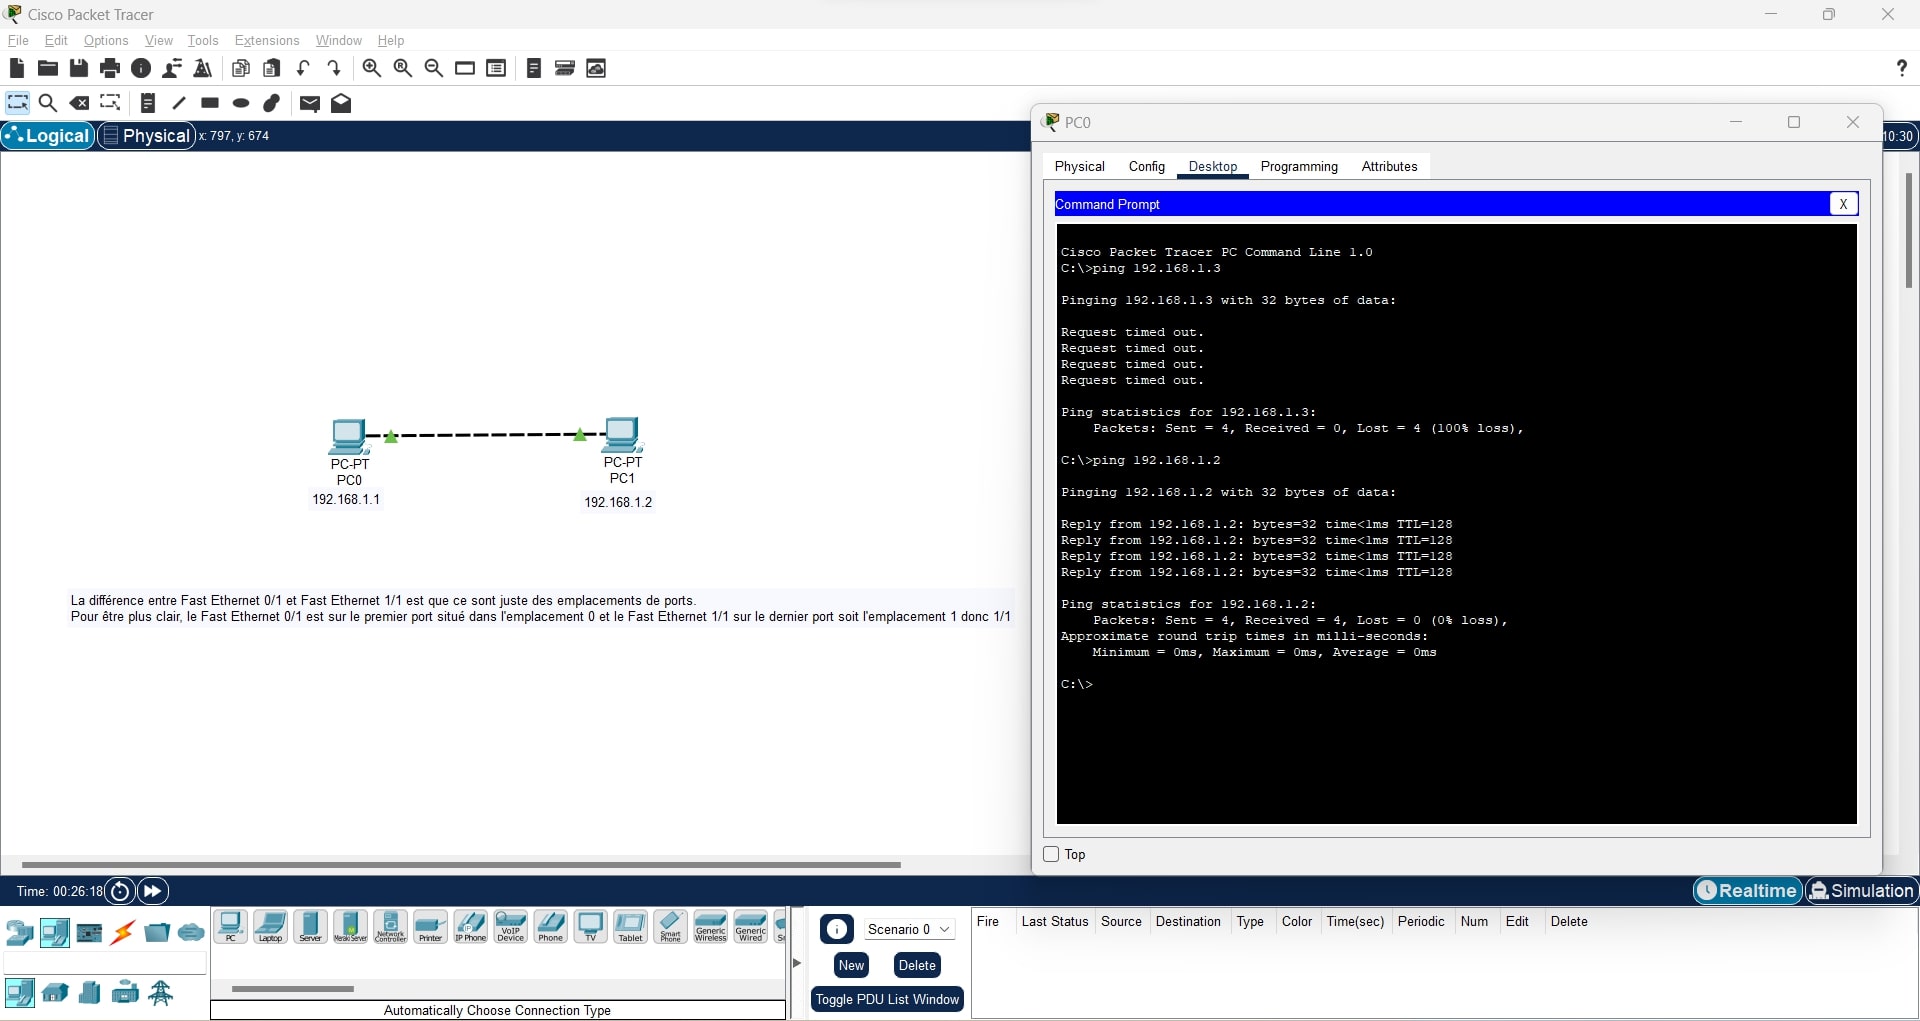 Cisco Packet Tracer
File Edit Options View Tools Extensions Window Help
Logical Physical x: 797, y: 674
10:30
PC0
Physical Config Desktop Programming Attributes
Command Prompt X
Cisco Packet Tracer PC Command Line 1.0
C:\>ping 192.168.1.3
Pinging 192.168.1.3 with 32 bytes of data:
Request timed out.
Request timed out.
Request timed out.
Request timed out.
Ping statistics for 192.168.1.3:
Packets: Sent = 4, Received = 0, Lost = 4 (100% loss),
C:\>ping 192.168.1.2
Pinging 192.168.1.2 with 32 bytes of data:
Reply from 192.168.1.2: bytes=32 time<1ms TTL=128
Reply from 192.168.1.2: bytes=32 time<1ms TTL=128
Reply from 192.168.1.2: bytes=32 time<1ms TTL=128
Reply from 192.168.1.2: bytes=32 time<1ms TTL=128
Ping statistics for 192.168.1.2:
Packets: Sent = 4, Received = 4, Lost = 0 (0% loss),
Approximate round trip times in milli-seconds:
Minimum = 0ms, Maximum = 0ms, Average = 0ms
C:\>
Top
PC-PT
PC0
192.168.1.1
PC-PT
PC1
192.168.1.2
La différence entre Fast Ethernet 0/1 et Fast Ethernet 1/1 est que ce sont juste des emplacements de ports.
Pour être plus clair, le Fast Ethernet 0/1 est sur le premier port situé dans l'emplacement 0 et le Fast Ethernet 1/1 sur le dernier port soit l'emplacement 1 donc 1/1
Time: 00:26:18
Realtime Simulation
PC Laptop Server Meraki Server Network Controller Printer IP Phone VoIP Device Phone TV Tablet Smart Phone Generic Wireless Generic Wired
Automatically Choose Connection Type
Scenario 0
New Delete
Toggle PDU List Window
Fire Last Status Source Destination Type Color Time(sec) Periodic Num Edit Delete